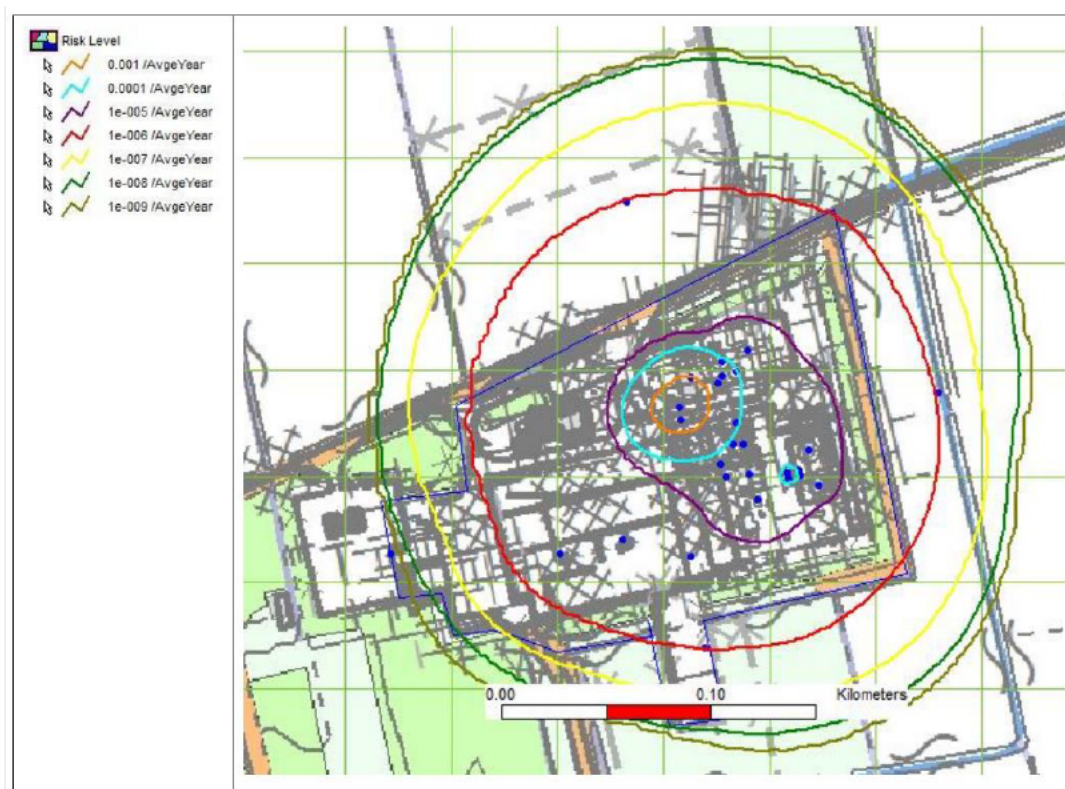 Risk Level
0.001 /AvgeYear
0.0001 /AvgeYear
1e-005 /AvgeYear
1e-006 /AvgeYear
1e-007 /AvgeYear
1e-008 /AvgeYear
1e-009 /AvgeYear
0.00 0.10 Kilometers